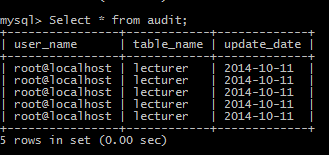 mysql> Select * from audit;
+----------------+------------+-------------+
| user_name      | table_name | update_date |
+----------------+------------+-------------+
| root@localhost | lecturer   | 2014-10-11  |
| root@localhost | lecturer   | 2014-10-11  |
| root@localhost | lecturer   | 2014-10-11  |
| root@localhost | lecturer   | 2014-10-11  |
| root@localhost | lecturer   | 2014-10-11  |
+----------------+------------+-------------+
5 rows in set (0.00 sec)